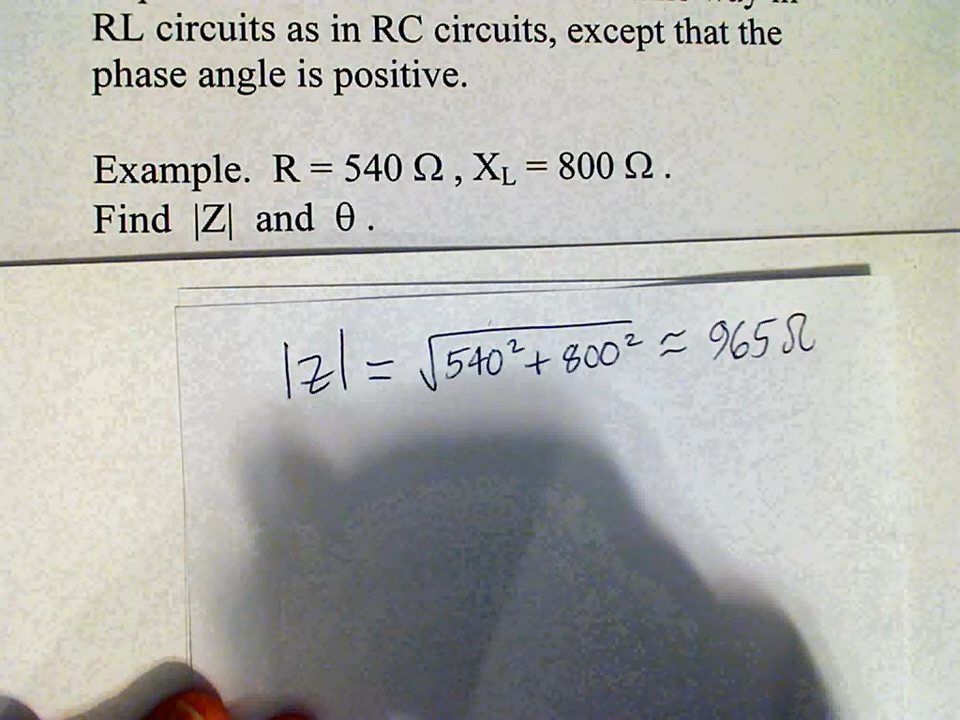 RL circuits as in RC circuits, except that the
phase angle is positive.
Example. R = 540 Ω , X_L = 800 Ω .
Find |Z| and θ .
|Z| = √(540² + 800²) ≈ 965 Ω